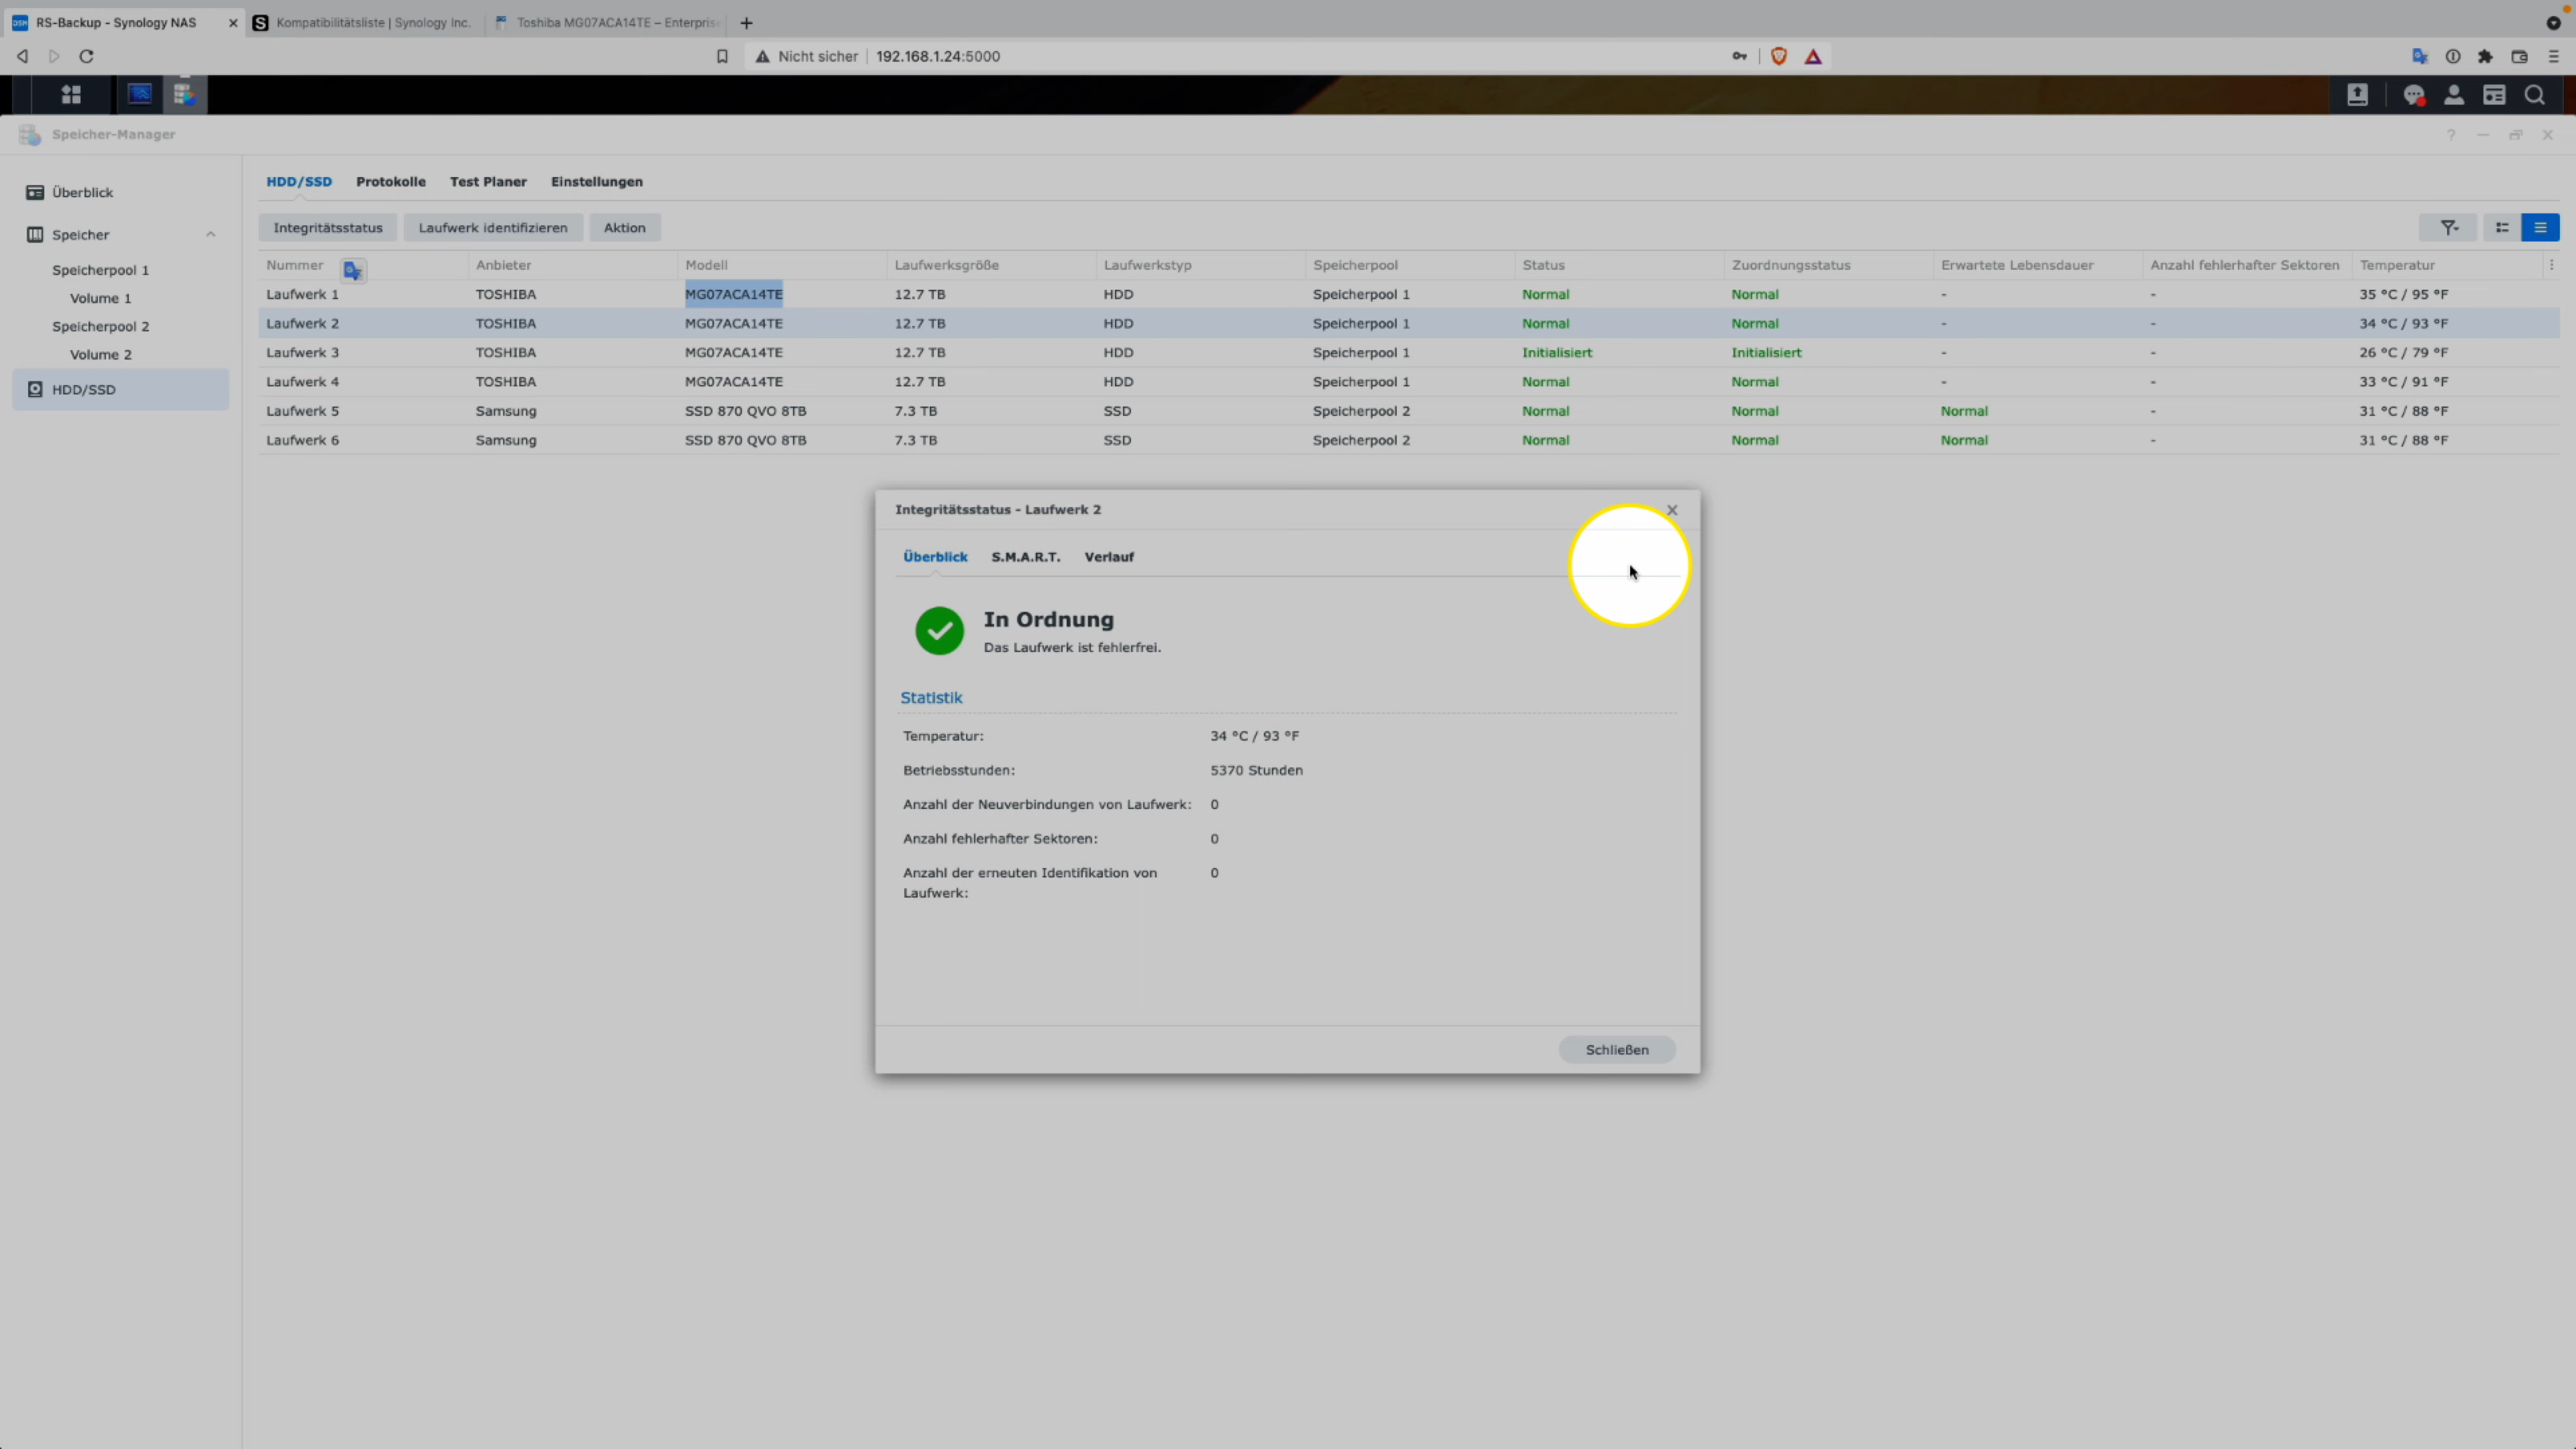 RS-Backup - Synology NAS
Kompatibilitätsliste | Synology Inc.
Toshiba MG07ACA14TE – Enterpris
Nicht sicher
192.168.1.24:5000
Speicher-Manager
Überblick
Speicher
Speicherpool 1
Volume 1
Speicherpool 2
Volume 2
HDD/SSD
HDD/SSD Protokolle Test Planer Einstellungen
Integritätsstatus Laufwerk identifizieren Aktion
Nummer Anbieter Modell Laufwerksgröße Laufwerkstyp Speicherpool Status Zuordnungsstatus Erwartete Lebensdauer Anzahl fehlerhafter Sektoren Temperatur
Laufwerk 1 TOSHIBA MG07ACA14TE 12.7 TB HDD Speicherpool 1 Normal Normal - - 35 °C / 95 °F
Laufwerk 2 TOSHIBA MG07ACA14TE 12.7 TB HDD Speicherpool 1 Normal Normal - - 34 °C / 93 °F
Laufwerk 3 TOSHIBA MG07ACA14TE 12.7 TB HDD Speicherpool 1 Initialisiert Initialisiert - - 26 °C / 79 °F
Laufwerk 4 TOSHIBA MG07ACA14TE 12.7 TB HDD Speicherpool 1 Normal Normal - - 33 °C / 91 °F
Laufwerk 5 Samsung SSD 870 QVO 8TB 7.3 TB SSD Speicherpool 2 Normal Normal Normal - 31 °C / 88 °F
Laufwerk 6 Samsung SSD 870 QVO 8TB 7.3 TB SSD Speicherpool 2 Normal Normal Normal - 31 °C / 88 °F
Integritätsstatus - Laufwerk 2
Überblick S.M.A.R.T. Verlauf
In Ordnung
Das Laufwerk ist fehlerfrei.
Statistik
Temperatur: 34 °C / 93 °F
Betriebsstunden: 5370 Stunden
Anzahl der Neuverbindungen von Laufwerk: 0
Anzahl fehlerhafter Sektoren: 0
Anzahl der erneuten Identifikation von 0
Laufwerk:
Schließen